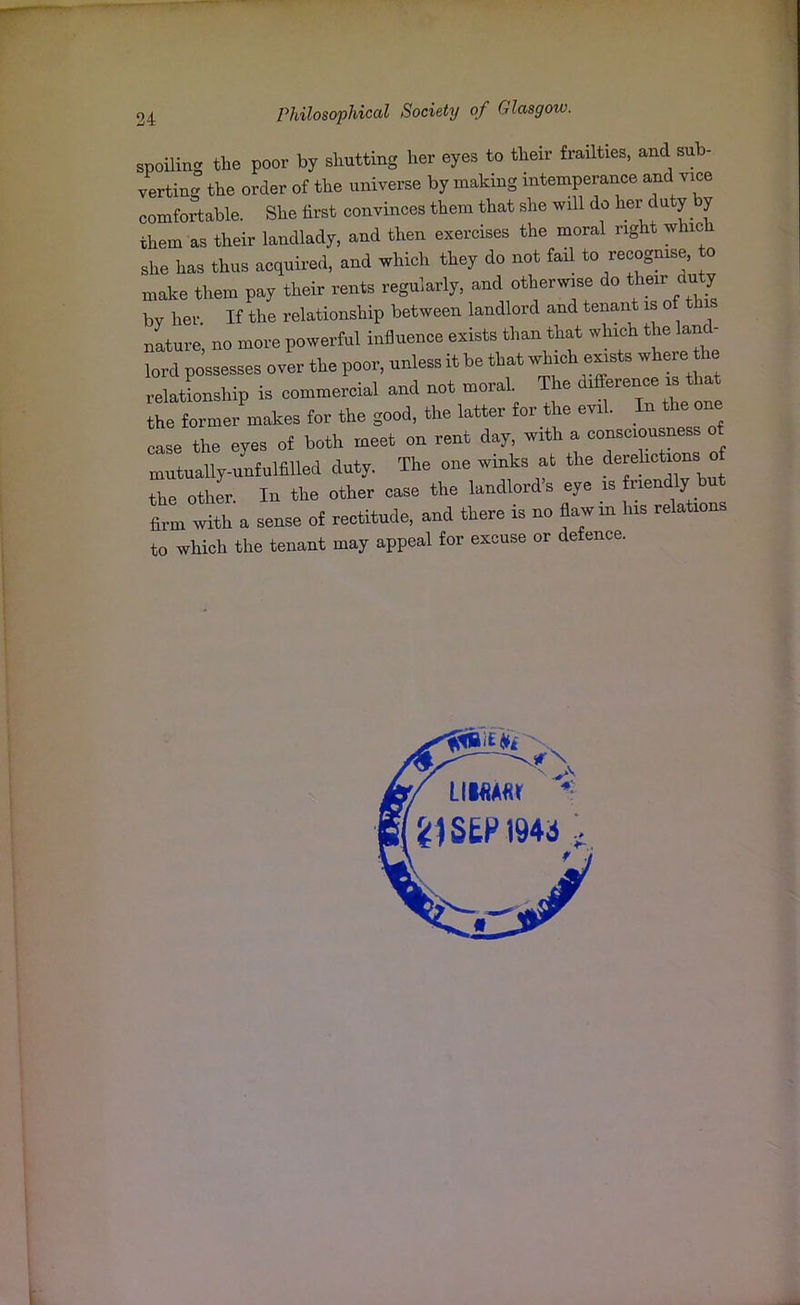 24
Philosophical Society of Glasgow.
spoiling the poor by shutting her eyes to their frailties, and sub-
verting the order of the universe by making intemperance and vice
comfortable. She first convinces them that she will do her duty by
them as their landlady, and then exercises the moral right which
she has thus acquired, and which they do not fail to recognise, to
make them pay their rents regularly, and otherwise do their duty
by her. If the relationship between landlord and tenant is of this
nature, no more powerful influence exists than that which the land-
lord possesses over the poor, unless it be that which exists where the
relationship is commercial and not moral. The difference is that
the former makes for the good, the latter for the evil. In the one
case the eyes of both meet on rent day, with a consciousness of
mutually-unfulfilled duty. The one winks at the derelictions of
the other. In the other case the landlord's eye is friendly but
firm with a sense of rectitude, and there is no flaw in his relations
to which the tenant may appeal for excuse or defence.
LIBRARY
21 SEP 1943